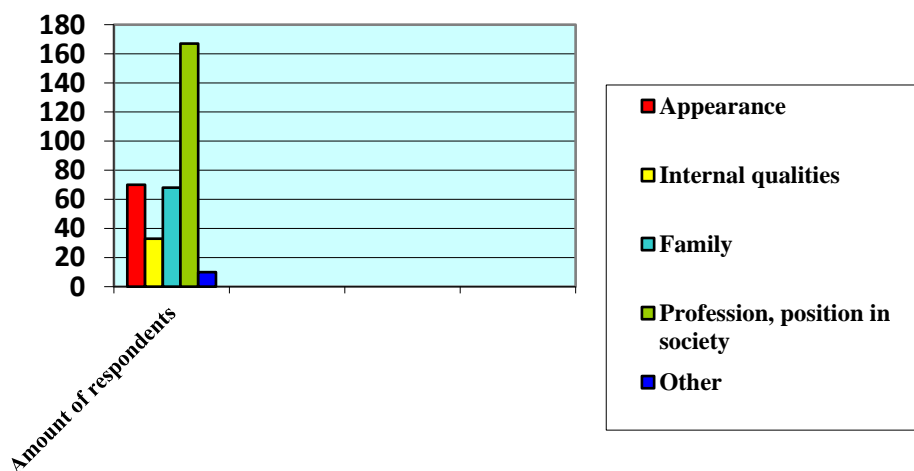 180
160
140
120
100
80
60
40
20
0
Amount of respondents
Appearance
Internal qualities
Family
Profession, position in
society
Other